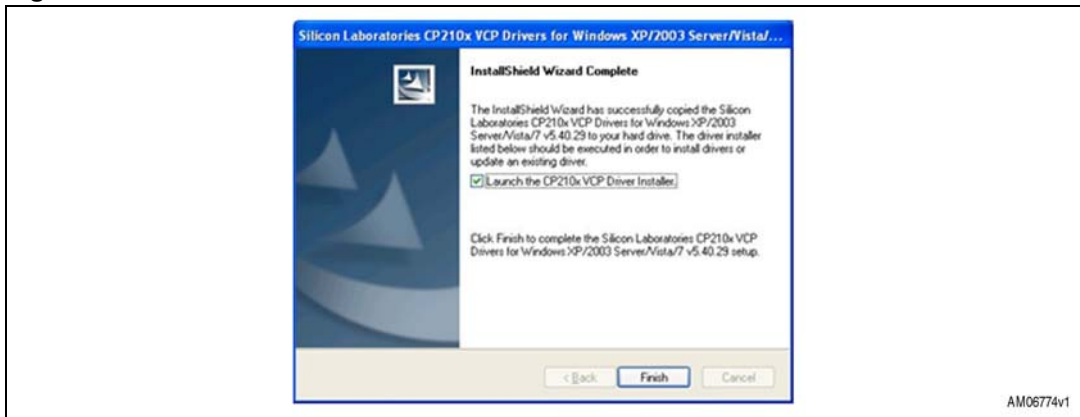 Silicon Laboratories CP210x VCP Drivers for Windows XP/2003 Server/Vista/...
InstallShield Wizard Complete
The InstallShield Wizard has successfully copied the Silicon
Laboratories CP210x VCP Drivers for Windows XP/2003
Server/Vista/7 v5.40.29 to your hard drive. The driver installer
listed below should be executed in order to install drivers or
update an existing driver.
Launch the CP210x VCP Driver Installer.
Click Finish to complete the Silicon Laboratories CP210x VCP
Drivers for Windows XP/2003 Server/Vista/7 v5.40.29 setup.
< Back Finish Cancel
AM06774v1